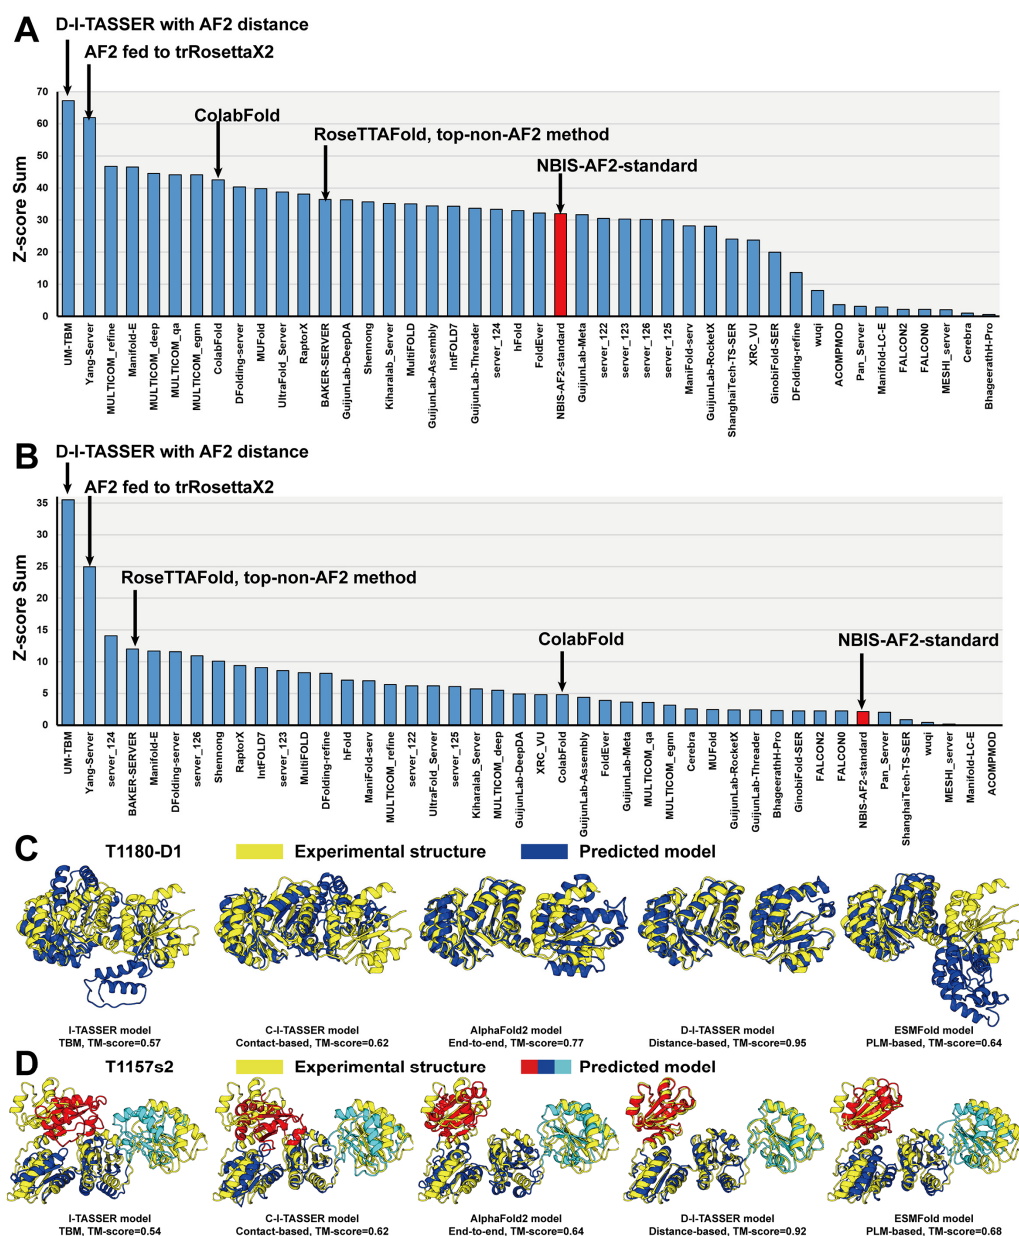 A
D-I-TASSER with AF2 distance
AF2 fed to trRosettaX2
ColabFold
RoseTTAFold, top-non-AF2 method
NBIS-AF2-standard
Z-score Sum
70
60
50
40
30
20
10
0
UM-TBM
Yang-Server
MULTICOM_refine
Manifold-E
MULTICOM_deep
MULTICOM_qa
MULTICOM_egnn
ColabFold
DFolding-server
MUFold
UltraFold_Server
RaptorX
BAKER-SERVER
GuijunLab-DeepDA
Shennong
Kiharalab_Server
MultiFOLD
GuijunLab-Assembly
IntFOLD7
GuijunLab-Threader
server_124
hFold
FoldEver
NBIS-AF2-standard
GuijunLab-Meta
server_122
server_123
server_126
server_125
ManiFold-serv
GuijunLab-RocketX
ShanghaiTech-TS-SER
XRC_VU
GinobiFold-SER
DFolding-refine
wuqi
ACOMPMOD
Pan_Server
Manifold-LC-E
FALCON2
FALCON0
MESHI_server
Cerebra
BhageerathH-Pro
B
D-I-TASSER with AF2 distance
AF2 fed to trRosettaX2
RoseTTAFold, top-non-AF2 method
ColabFold
NBIS-AF2-standard
Z-score Sum
35
30
25
20
15
10
5
0
UM-TBM
Yang-Server
server_124
BAKER-SERVER
Manifold-E
DFolding-server
server_126
Shennong
RaptorX
IntFOLD7
server_123
MultiFOLD
DFolding-refine
hFold
ManiFold-serv
MULTICOM_refine
server_122
UltraFold_Server
server_125
Kiharalab_Server
MULTICOM_deep
GuijunLab-DeepDA
XRC_VU
ColabFold
GuijunLab-Assembly
FoldEver
GuijunLab-Meta
MULTICOM_qa
MULTICOM_egnn
Cerebra
MUFold
GuijunLab-RocketX
GuijunLab-Threader
BhageerathH-Pro
GinobiFold-SER
FALCON2
FALCON0
NBIS-AF2-standard
Pan_Server
ShanghaiTech-TS-SER
wuqi
MESHI_server
Manifold-LC-E
ACOMPMOD
C
T1180-D1
Experimental structure
Predicted model
I-TASSER model
TBM, TM-score=0.57
C-I-TASSER model
Contact-based, TM-score=0.62
AlphaFold2 model
End-to-end, TM-score=0.77
D-I-TASSER model
Distance-based, TM-score=0.95
ESMFold model
PLM-based, TM-score=0.64
D
T1157s2
Experimental structure
Predicted model
I-TASSER model
TBM, TM-score=0.54
C-I-TASSER model
Contact-based, TM-score=0.62
AlphaFold2 model
End-to-end, TM-score=0.64
D-I-TASSER model
Distance-based, TM-score=0.92
ESMFold model
PLM-based, TM-score=0.68